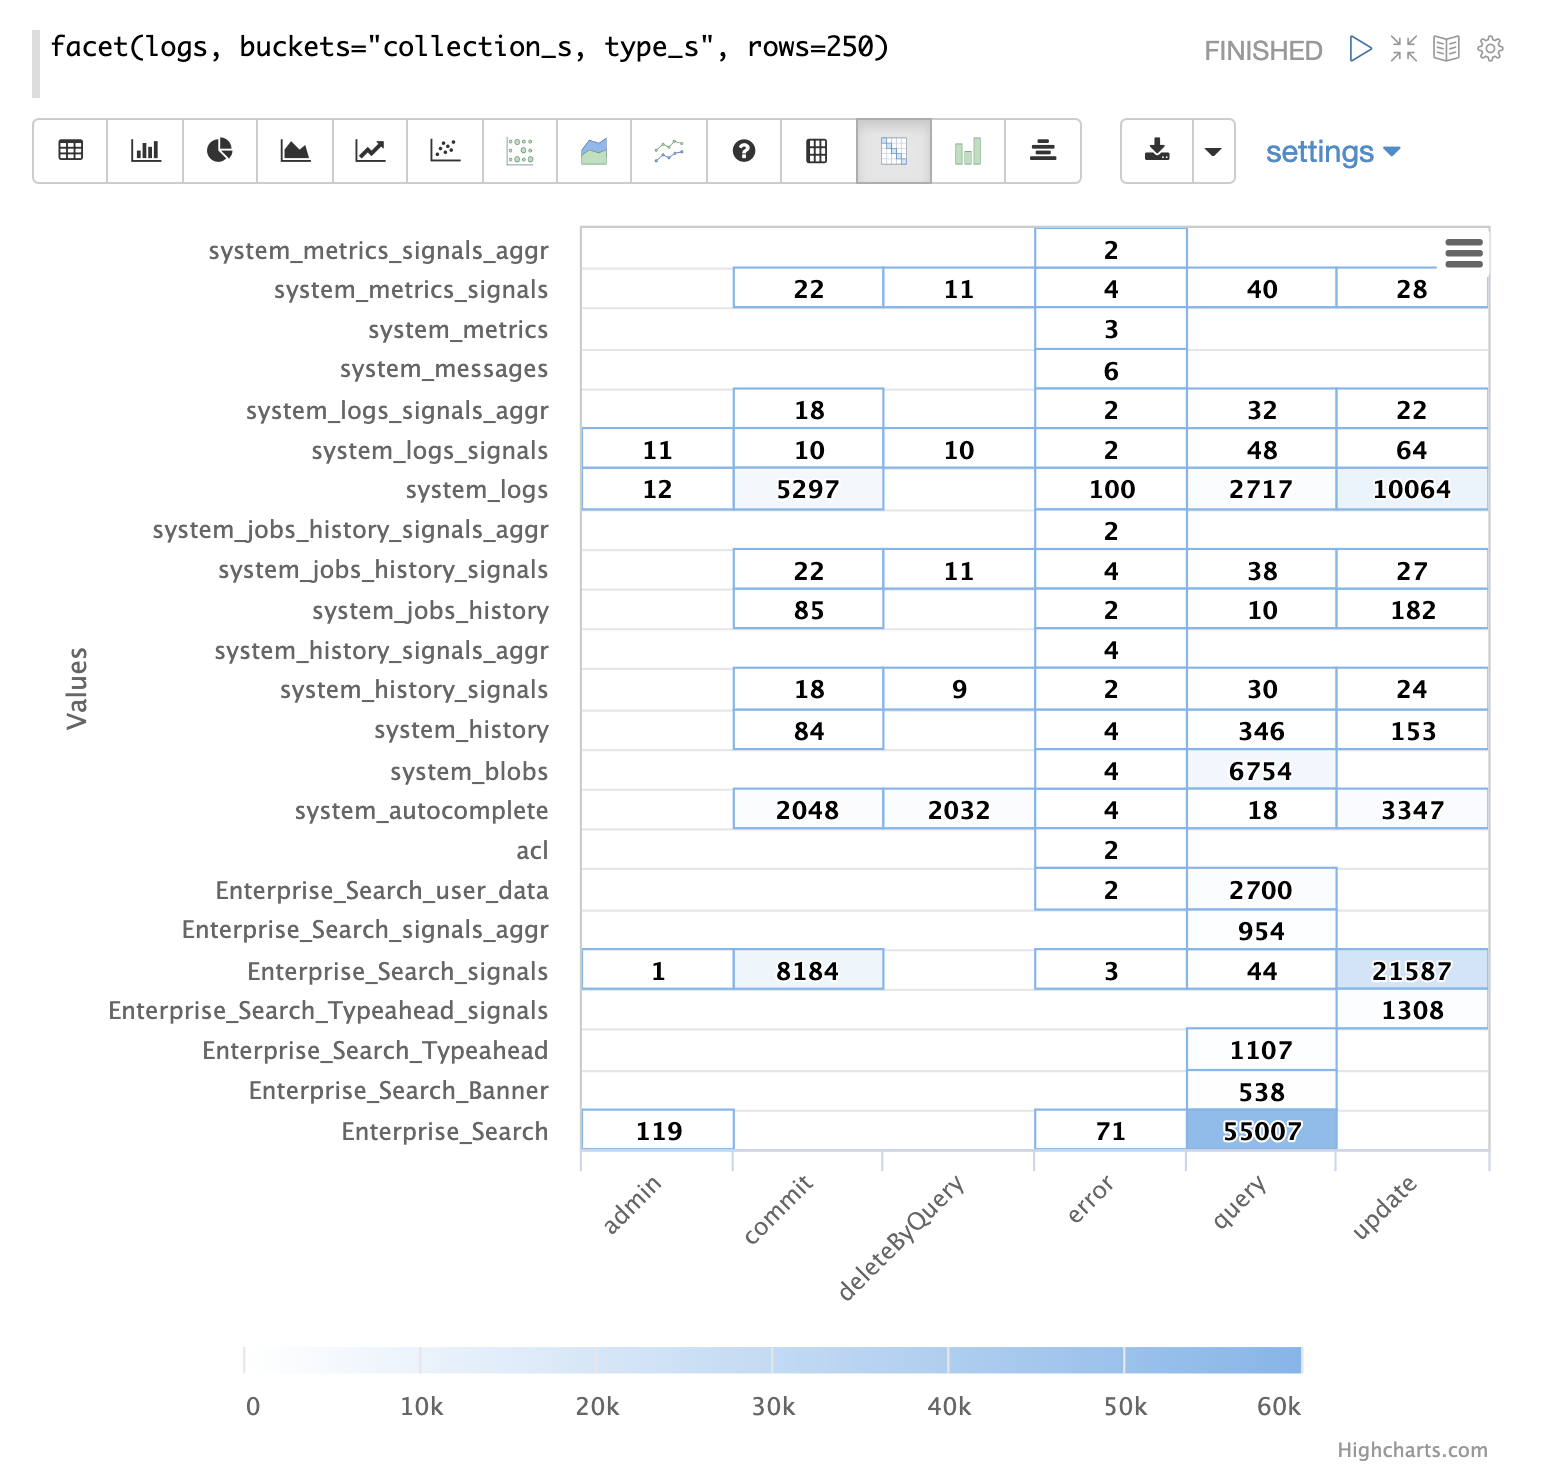 facet(logs, buckets="collection_s, type_s", rows=250)
FINISHED
settings
Values
system_metrics_signals_aggr 2
system_metrics_signals 22 11 4 40 28
system_metrics 3
system_messages 6
system_logs_signals_aggr 18 2 32 22
system_logs_signals 11 10 10 2 48 64
system_logs 12 5297 100 2717 10064
system_jobs_history_signals_aggr 2
system_jobs_history_signals 22 11 4 38 27
system_jobs_history 85 2 10 182
system_history_signals_aggr 4
system_history_signals 18 9 2 30 24
system_history 84 4 346 153
system_blobs 4 6754
system_autocomplete 2048 2032 4 18 3347
acl 2
Enterprise_Search_user_data 2 2700
Enterprise_Search_signals_aggr 954
Enterprise_Search_signals 1 8184 3 44 21587
Enterprise_Search_Typeahead_signals 1308
Enterprise_Search_Typeahead 1107
Enterprise_Search_Banner 538
Enterprise_Search 119 71 55007
admin commit deleteByQuery error query update
0 10k 20k 30k 40k 50k 60k
Highcharts.com